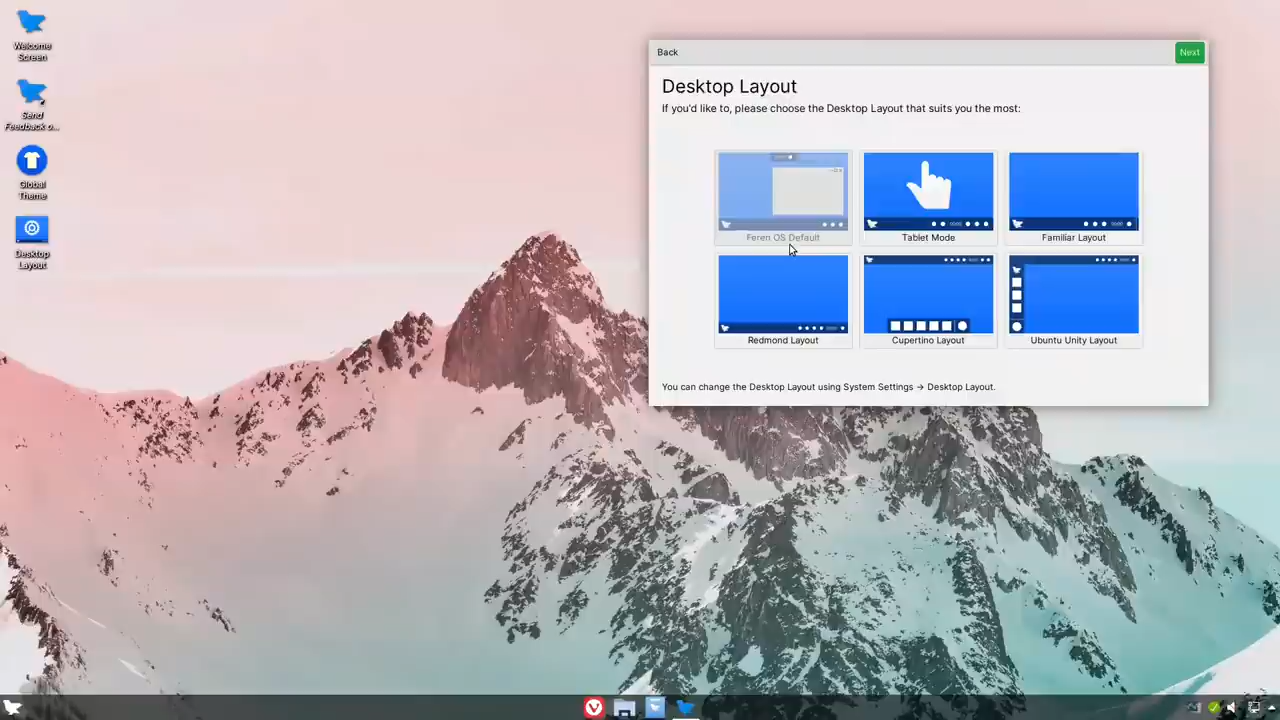 Welcome
Screen
Send
Feedback o...
Global
Theme
Desktop
Layout
Back
Next
Desktop Layout
If you'd like to, please choose the Desktop Layout that suits you the most:
Feren OS Default
Tablet Mode
Familiar Layout
Redmond Layout
Cupertino Layout
Ubuntu Unity Layout
You can change the Desktop Layout using System Settings → Desktop Layout.